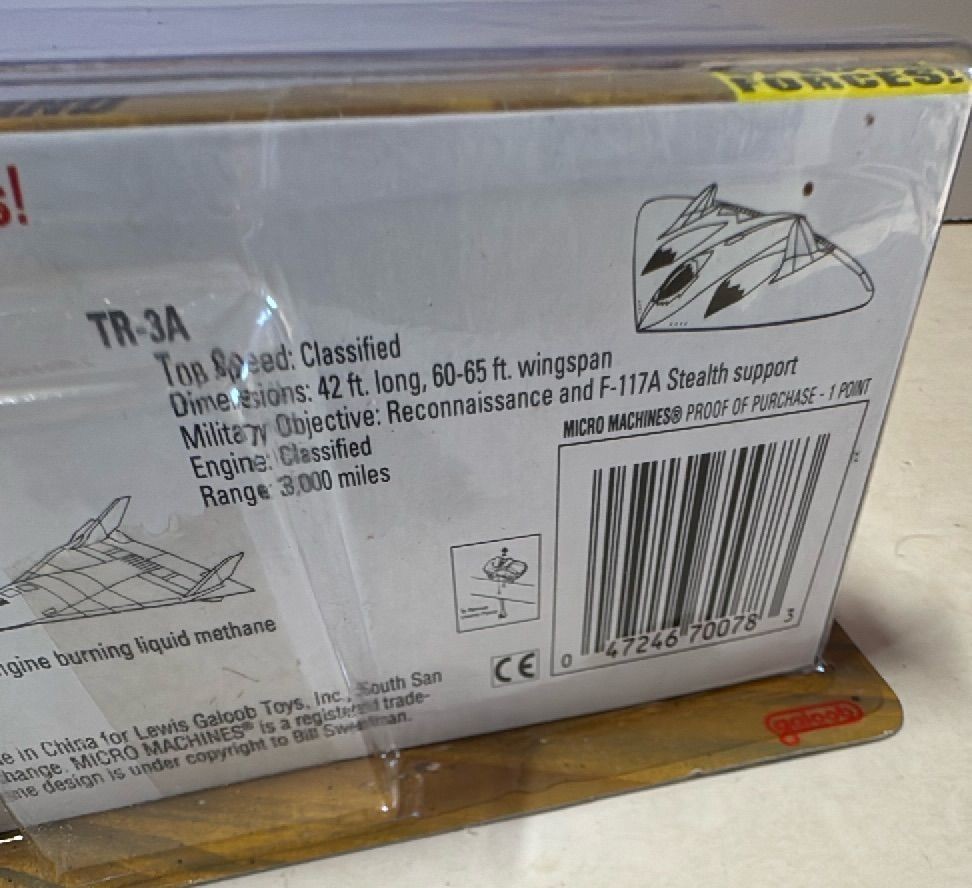 FORCES!
s!
TR-3A
Top Speed: Classified
Dimensions: 42 ft. long, 60-65 ft. wingspan
Military Objective: Reconnaissance and F-117A Stealth support
Engine: Classified
Range 3,000 miles
MICRO MACHINES® PROOF OF PURCHASE - 1 POINT
0 47246 70078 3
CE
ngine burning liquid methane
e in China for Lewis Galoob Toys, Inc., South San
hange. MICRO MACHINES® is a registered trade-
ne design is under copyright to Bill Sweetman.
galoob